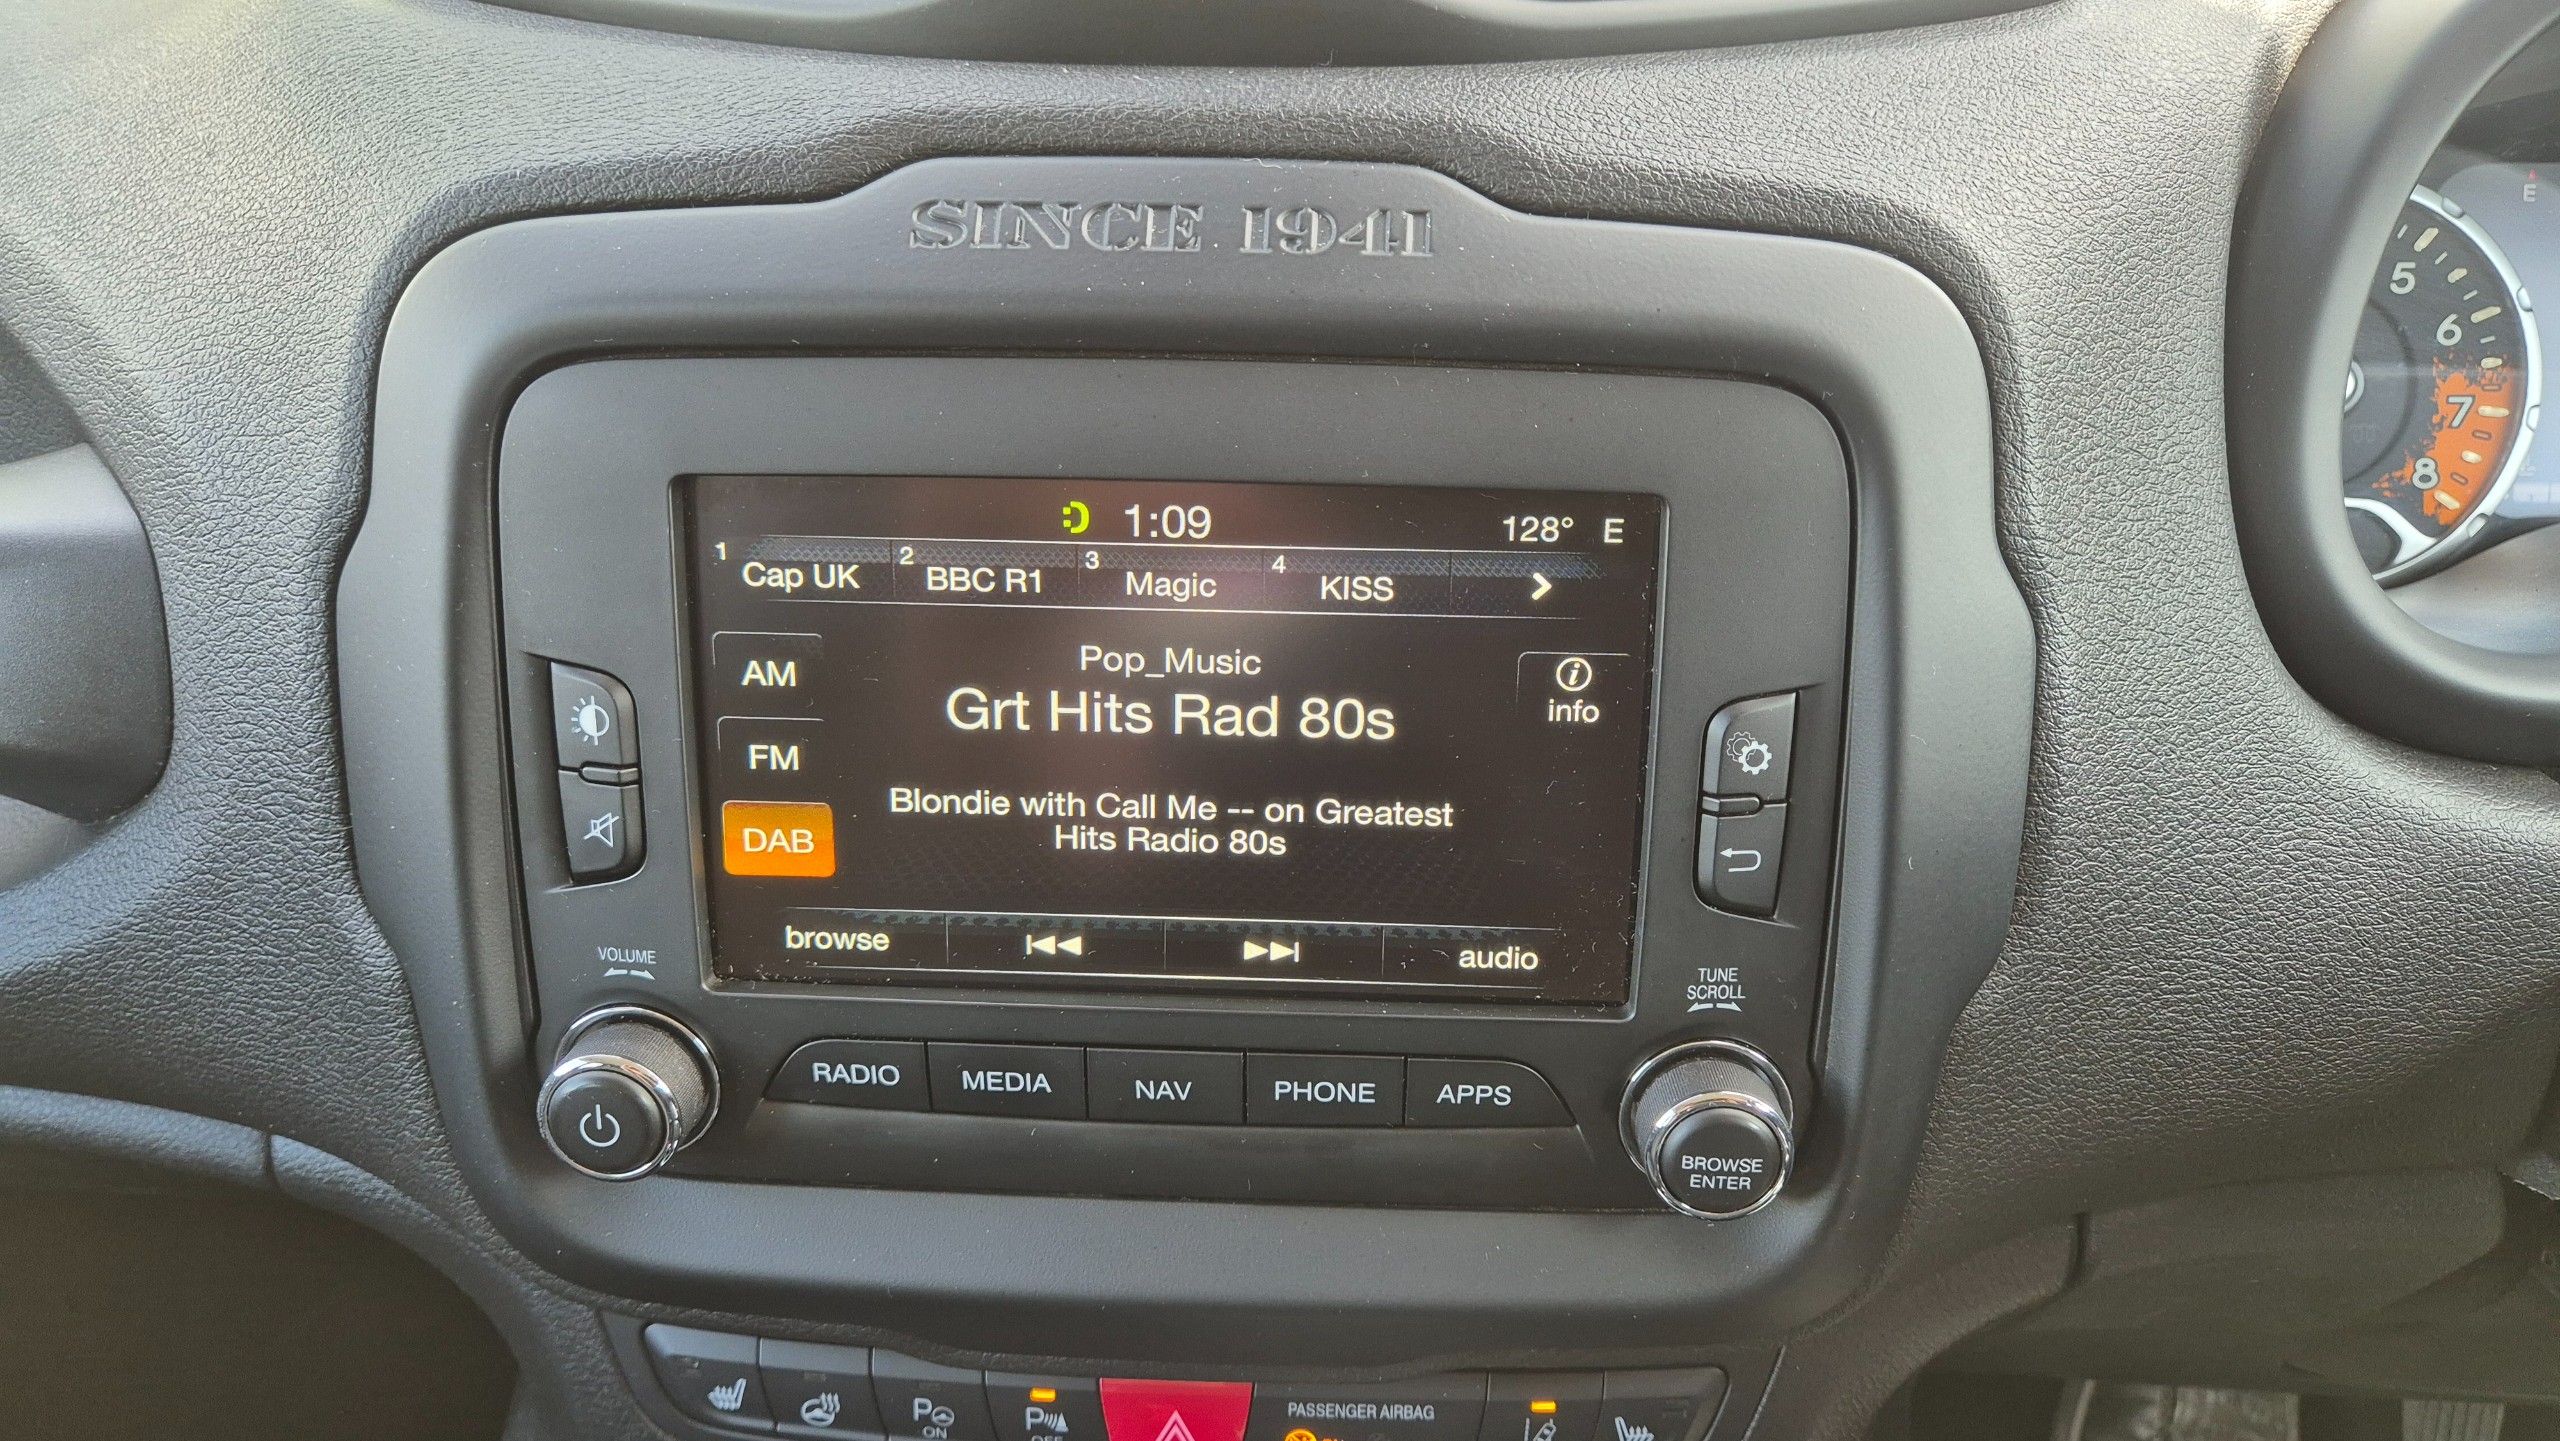 SINCE 1941
1:09
128° E
1 Cap UK 2 BBC R1 3 Magic 4 KISS
AM
Pop_Music
Grt Hits Rad 80s
info
FM
Blondie with Call Me -- on Greatest
Hits Radio 80s
DAB
browse
audio
VOLUME
TUNE
SCROLL
RADIO MEDIA NAV PHONE APPS
BROWSE
ENTER
P ON
P OFF
PASSENGER AIRBAG
E
5
6
7
8